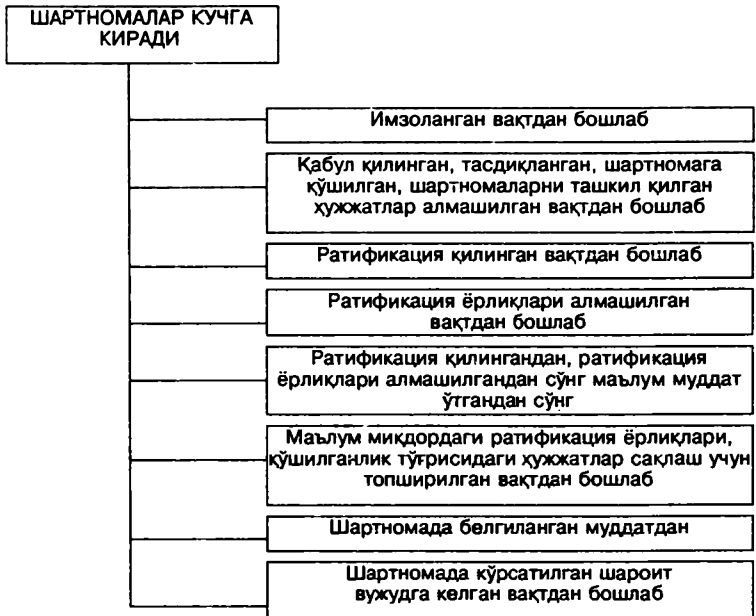 ШАРТНОМАЛАР КУЧГА
КИРАДИ
Имзоланган вақтдан бошлаб
Қабул қилинган, тасдиқланган, шартномага
қўшилган, шартномаларни ташкил қилган
ҳужжатлар алмашилган вақтдан бошлаб
Ратификация қилинган вақтдан бошлаб
Ратификация ёрлиқлари алмашилган
вақтдан бошлаб
Ратификация қилингандан, ратификация
ёрлиқлари алмашилгандан сўнг маълум муддат
ўтгандан сўнг
Маълум миқдордаги ратификация ёрлиқлари,
қўшилганлик тўғрисидаги ҳужжатлар сақлаш учун
топширилган вақтдан бошлаб
Шартномада белгиланган муддатдан
Шартномада кўрсатилган шароит
вужудга келган вақтдан бошлаб